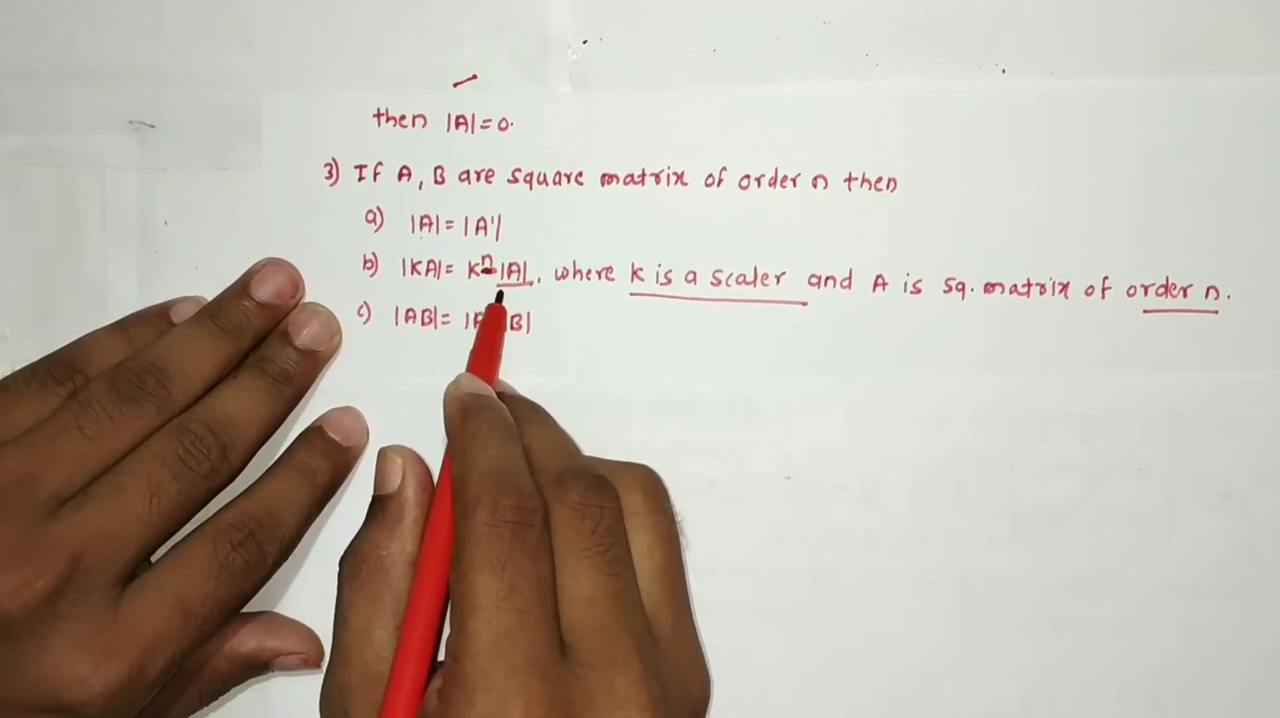 then |A|=0.
3) If A, B are square matrix of order n then
a) |A|=|A'|
b) |KA|= Kⁿ|A|, where k is a scaler and A is sq. matrix of order n.
c) |AB|= |A B|